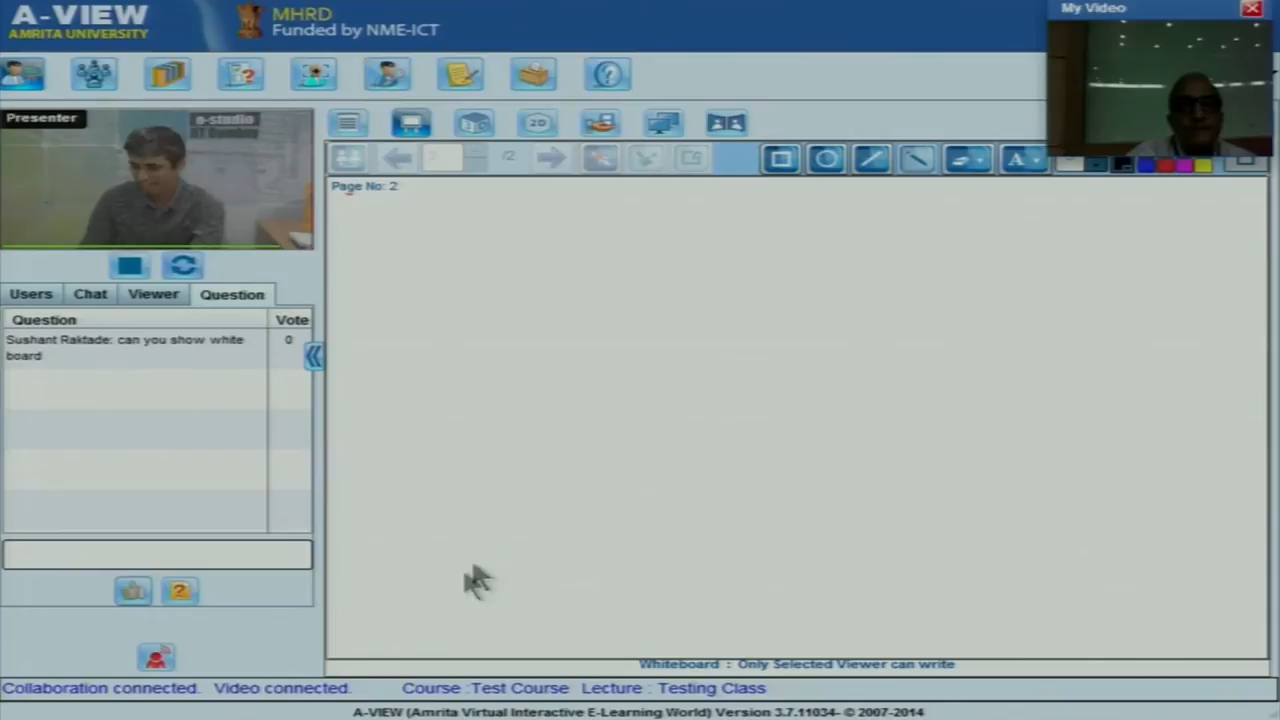 A-VIEW
AMRITA UNIVERSITY
MHRD
Funded by NME-ICT
My Video
Presenter
e-studio
2D
/2
A
Page No: 2
Users
Chat
Viewer
Question
Question
Vote
Sushant Raktade: can you show white
board
0
Whiteboard : Only Selected Viewer can write
Collaboration connected. Video connected. Course :Test Course Lecture : Testing Class
A-VIEW (Amrita Virtual Interactive E-Learning World) Version 3.7.11034- © 2007-2014